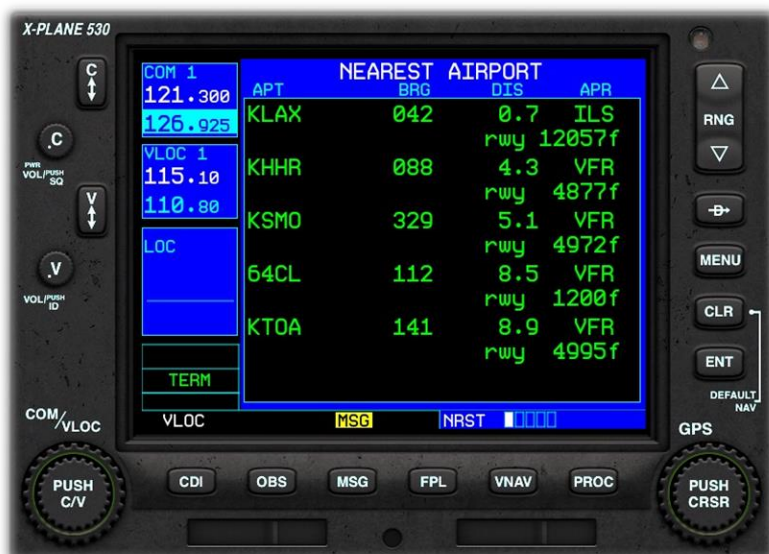 X-PLANE 530
C
.C
PWR
VOL/PUSH SQ
V
.V
VOL/PUSH ID
COM/VLOC
PUSH
C/V
COM 1
121.300
126.925
VLOC 1
115.10
110.80
LOC
TERM
VLOC
NEAREST AIRPORT
APT BRG DIS APR
KLAX 042 0.7 ILS
rwy 12057f
KHHR 088 4.3 VFR
rwy 4877f
KSMO 329 5.1 VFR
rwy 4972f
64CL 112 8.5 VFR
rwy 1200f
KTOA 141 8.9 VFR
rwy 4995f
MSG
NRST
RNG
D
MENU
CLR
ENT
DEFAULT
NAV
GPS
PUSH
CRSR
CDI
OBS
MSG
FPL
VNAV
PROC